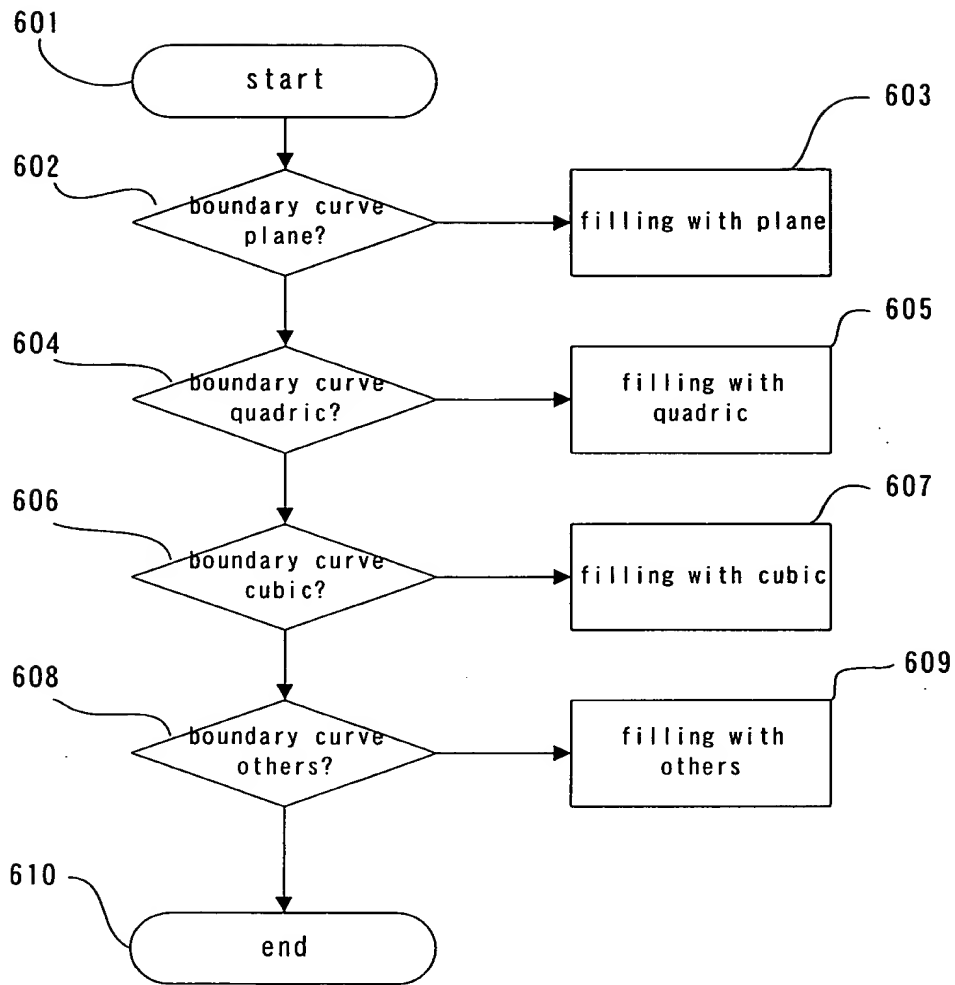 601
start
603
602
boundary curve
plane?
filling with plane
605
604
boundary curve
quadric?
filling with
quadric
607
606
boundary curve
cubic?
filling with cubic
609
608
boundary curve
others?
filling with
others
610
end